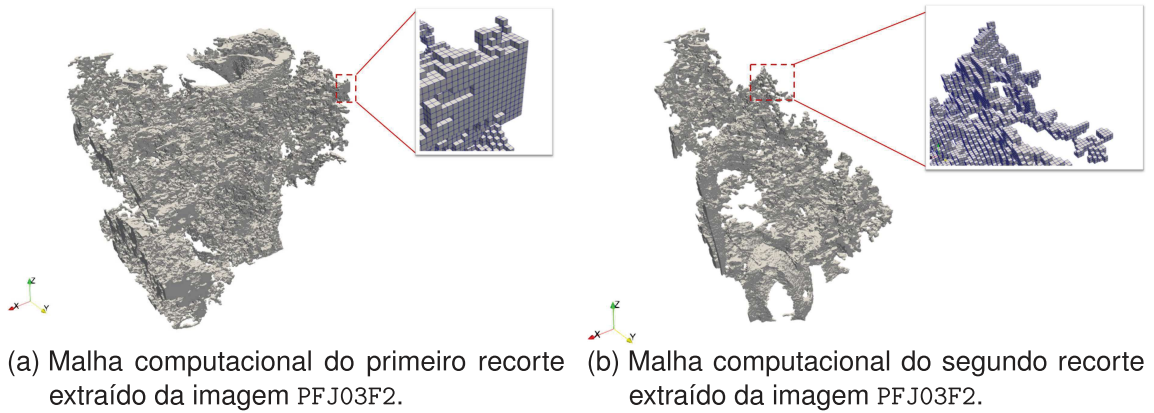 Z
X
Y
Z
X
Y
(a) Malha computacional do primeiro recorte
extraído da imagem PFJ03F2.
(b) Malha computacional do segundo recorte
extraído da imagem PFJ03F2.